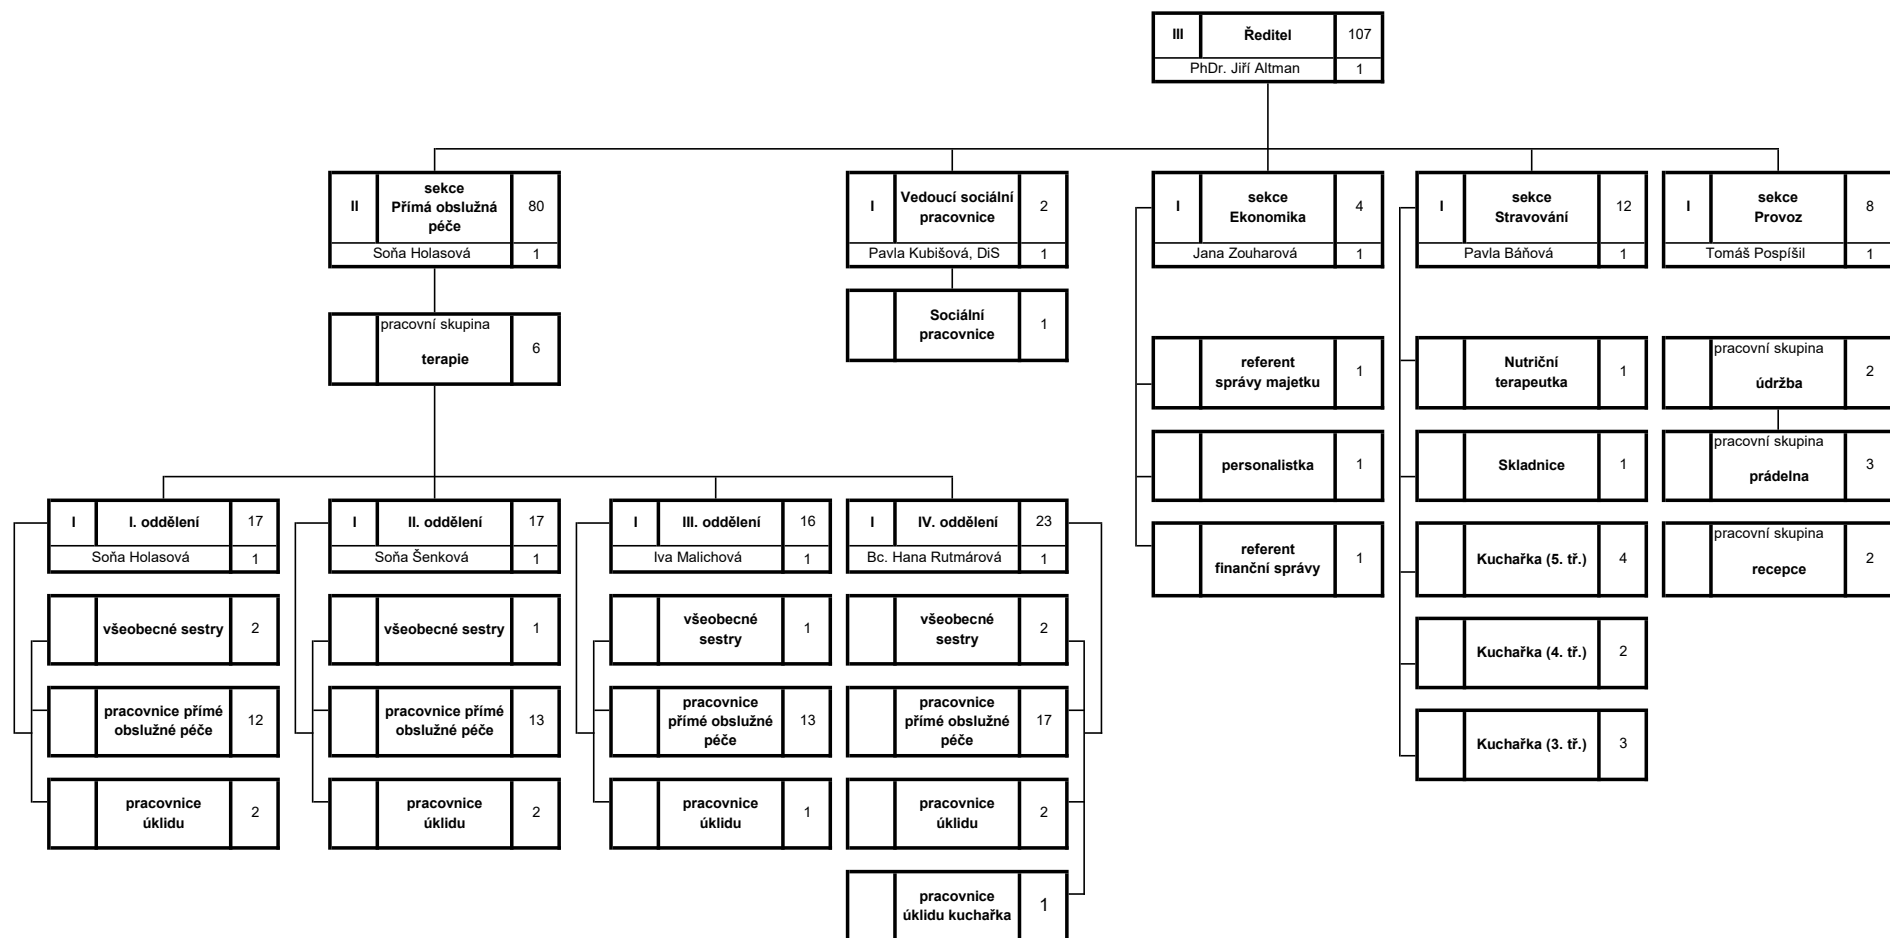 III Ředitel 107
PhDr. Jiří Altman 1
II sekce Přímá obslužná péče 80
Soňa Holasová 1
I Vedoucí sociální pracovnice 2
Pavla Kubišová, DiS 1
I sekce Ekonomika 4
Jana Zouharová 1
I sekce Stravování 12
Pavla Báňová 1
I sekce Provoz 8
Tomáš Pospíšil 1
pracovní skupina
terapie 6
Sociální pracovnice 1
referent správy majetku 1
personalistka 1
referent finanční správy 1
Nutriční terapeutka 1
Skladnice 1
Kuchařka (5. tř.) 4
Kuchařka (4. tř.) 2
Kuchařka (3. tř.) 3
pracovní skupina
údržba 2
pracovní skupina
prádelna 3
pracovní skupina
recepce 2
I I. oddělení 17
Soňa Holasová 1
všeobecné sestry 2
pracovnice přímé obslužné péče 12
pracovnice úklidu 2
I II. oddělení 17
Soňa Šenková 1
všeobecné sestry 1
pracovnice přímé obslužné péče 13
pracovnice úklidu 2
I III. oddělení 16
Iva Malichová 1
všeobecné sestry 1
pracovnice přímé obslužné péče 13
pracovnice úklidu 1
I IV. oddělení 23
Bc. Hana Rutmárová 1
všeobecné sestry 2
pracovnice přímé obslužné péče 17
pracovnice úklidu 2
pracovnice úklidu kuchařka 1